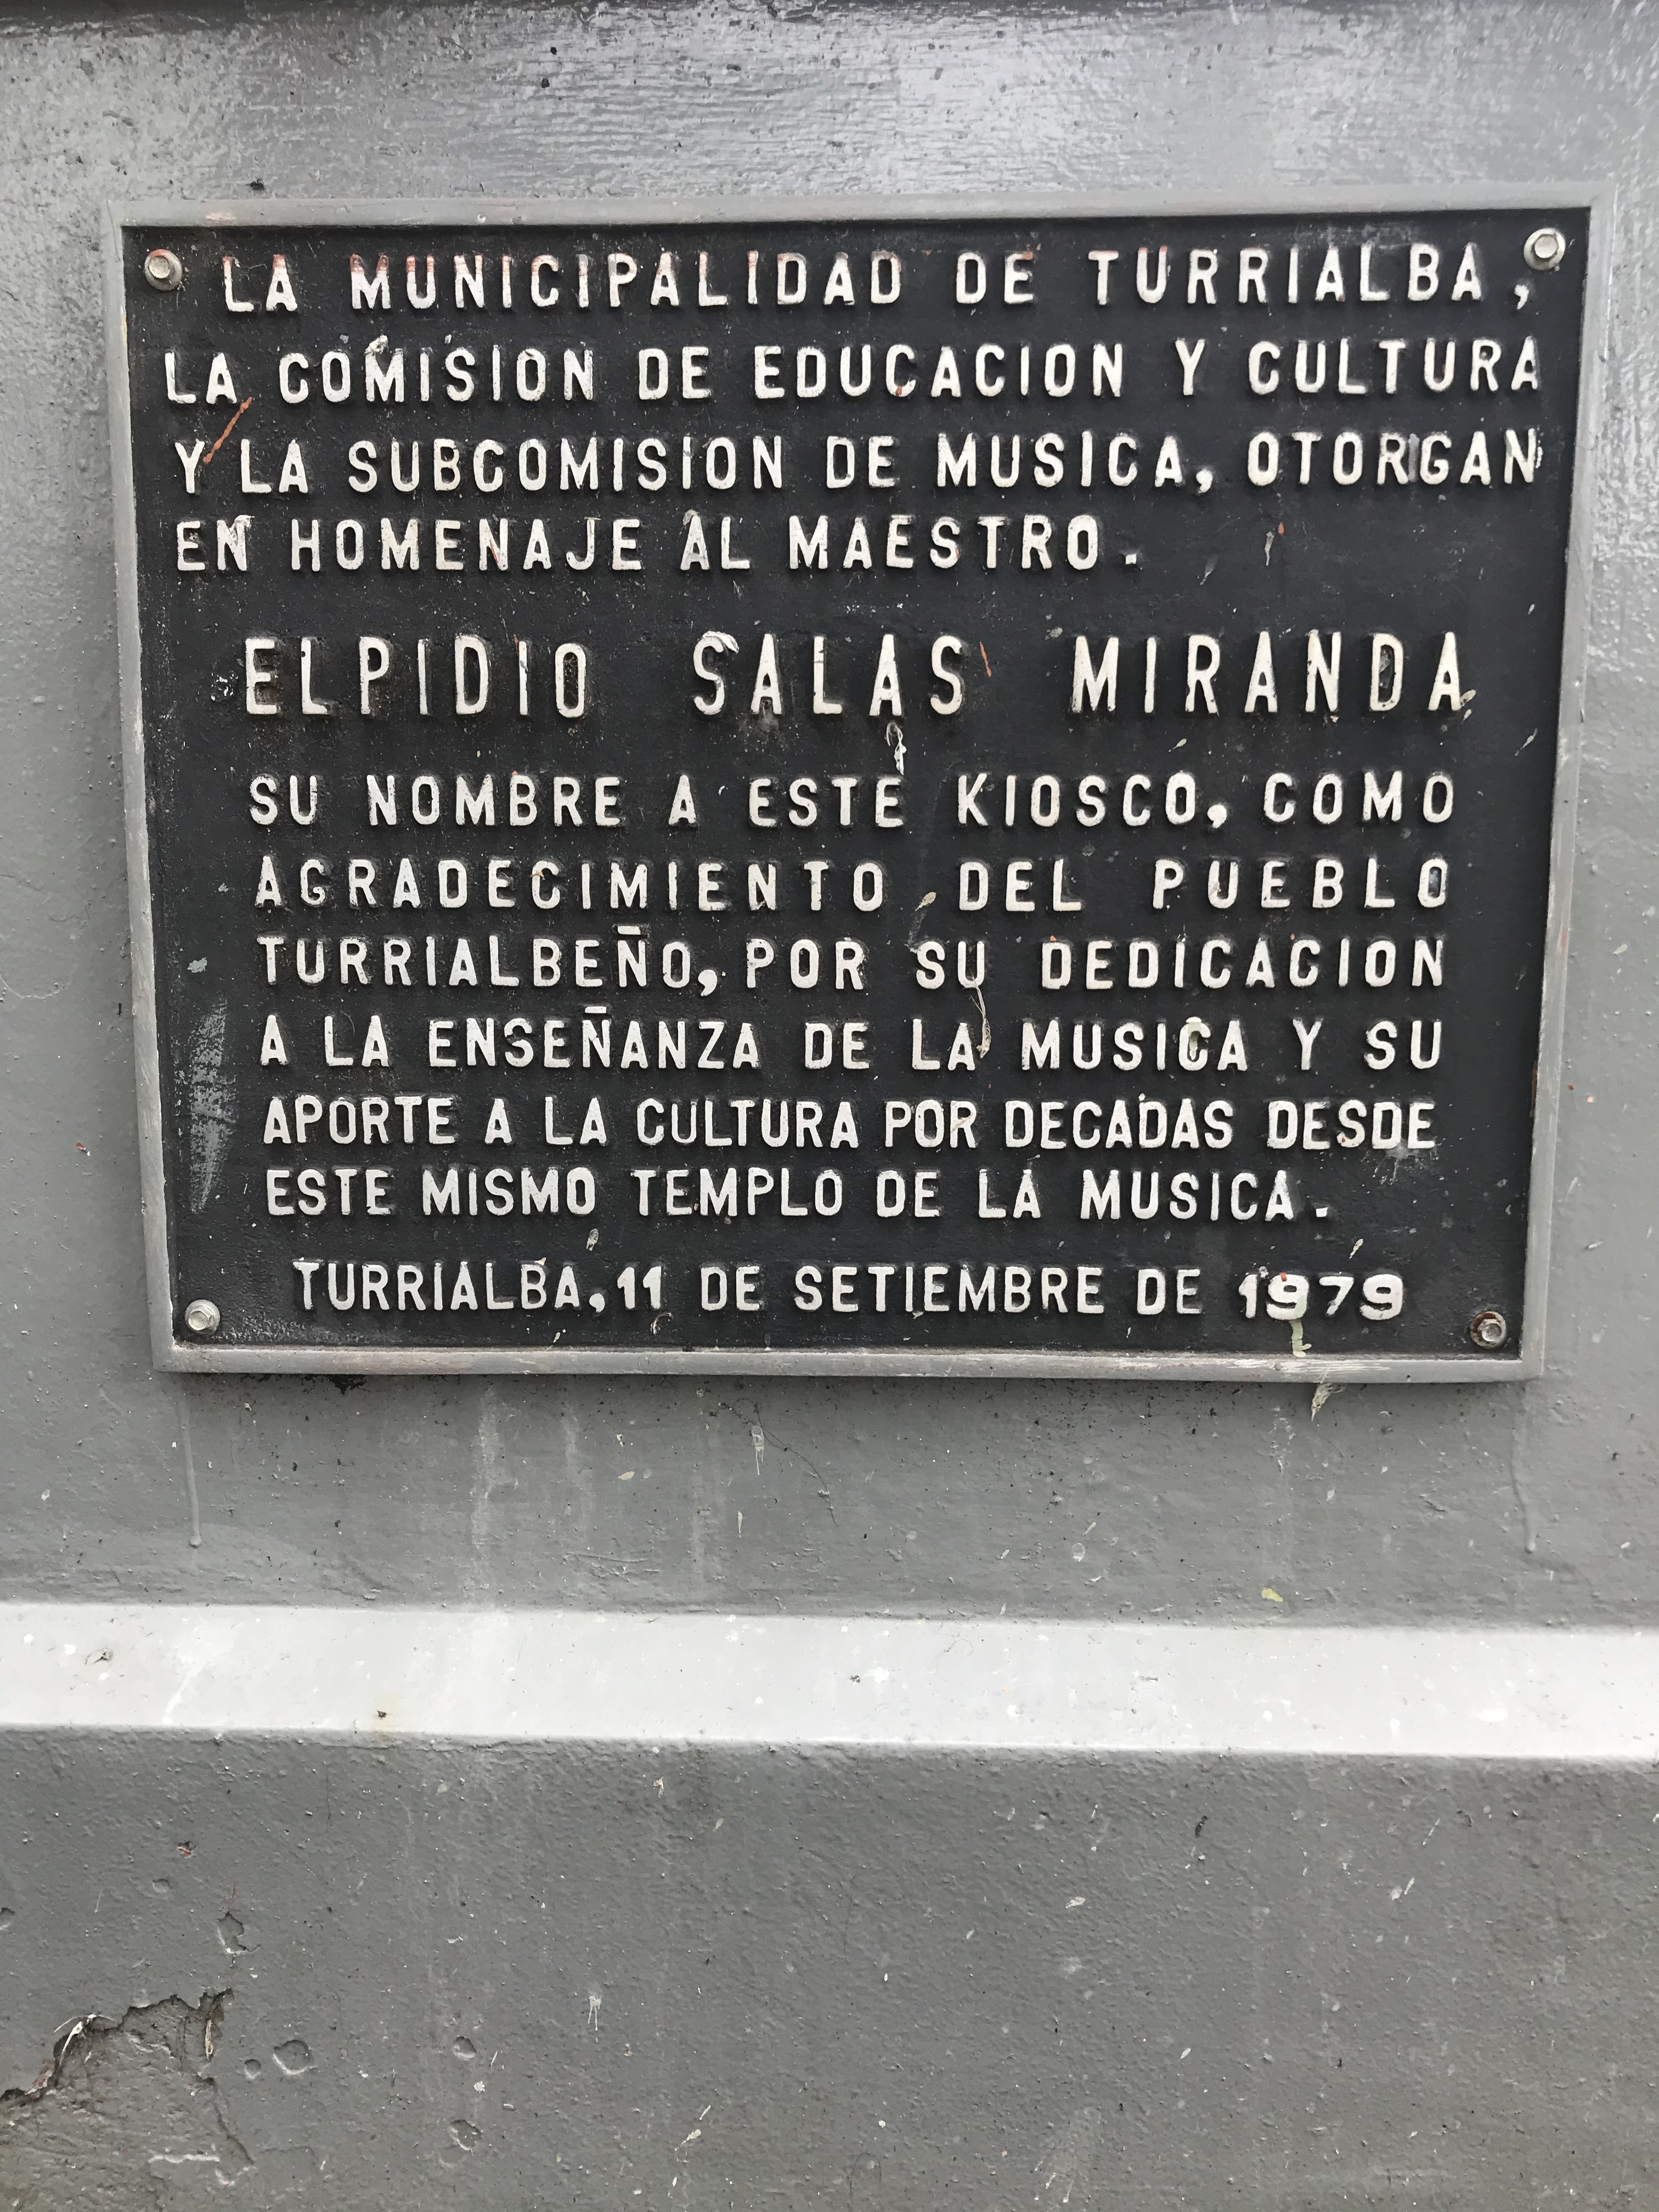 LA MUNICIPALIDAD DE TURRIALBA,
LA COMISION DE EDUCACION Y CULTURA
Y LA SUBCOMISION DE MUSICA, OTORGAN
EN HOMENAJE AL MAESTRO.
ELPIDIO SALAS MIRANDA
SU NOMBRE A ESTE KIOSCO, COMO
AGRADECIMIENTO DEL PUEBLO
TURRIALBEÑO, POR SU DEDICACION
A LA ENSEÑANZA DE LA MUSICA Y SU
APORTE A LA CULTURA POR DECADAS DESDE
ESTE MISMO TEMPLO DE LA MUSICA.
TURRIALBA, 11 DE SETIEMBRE DE 1979